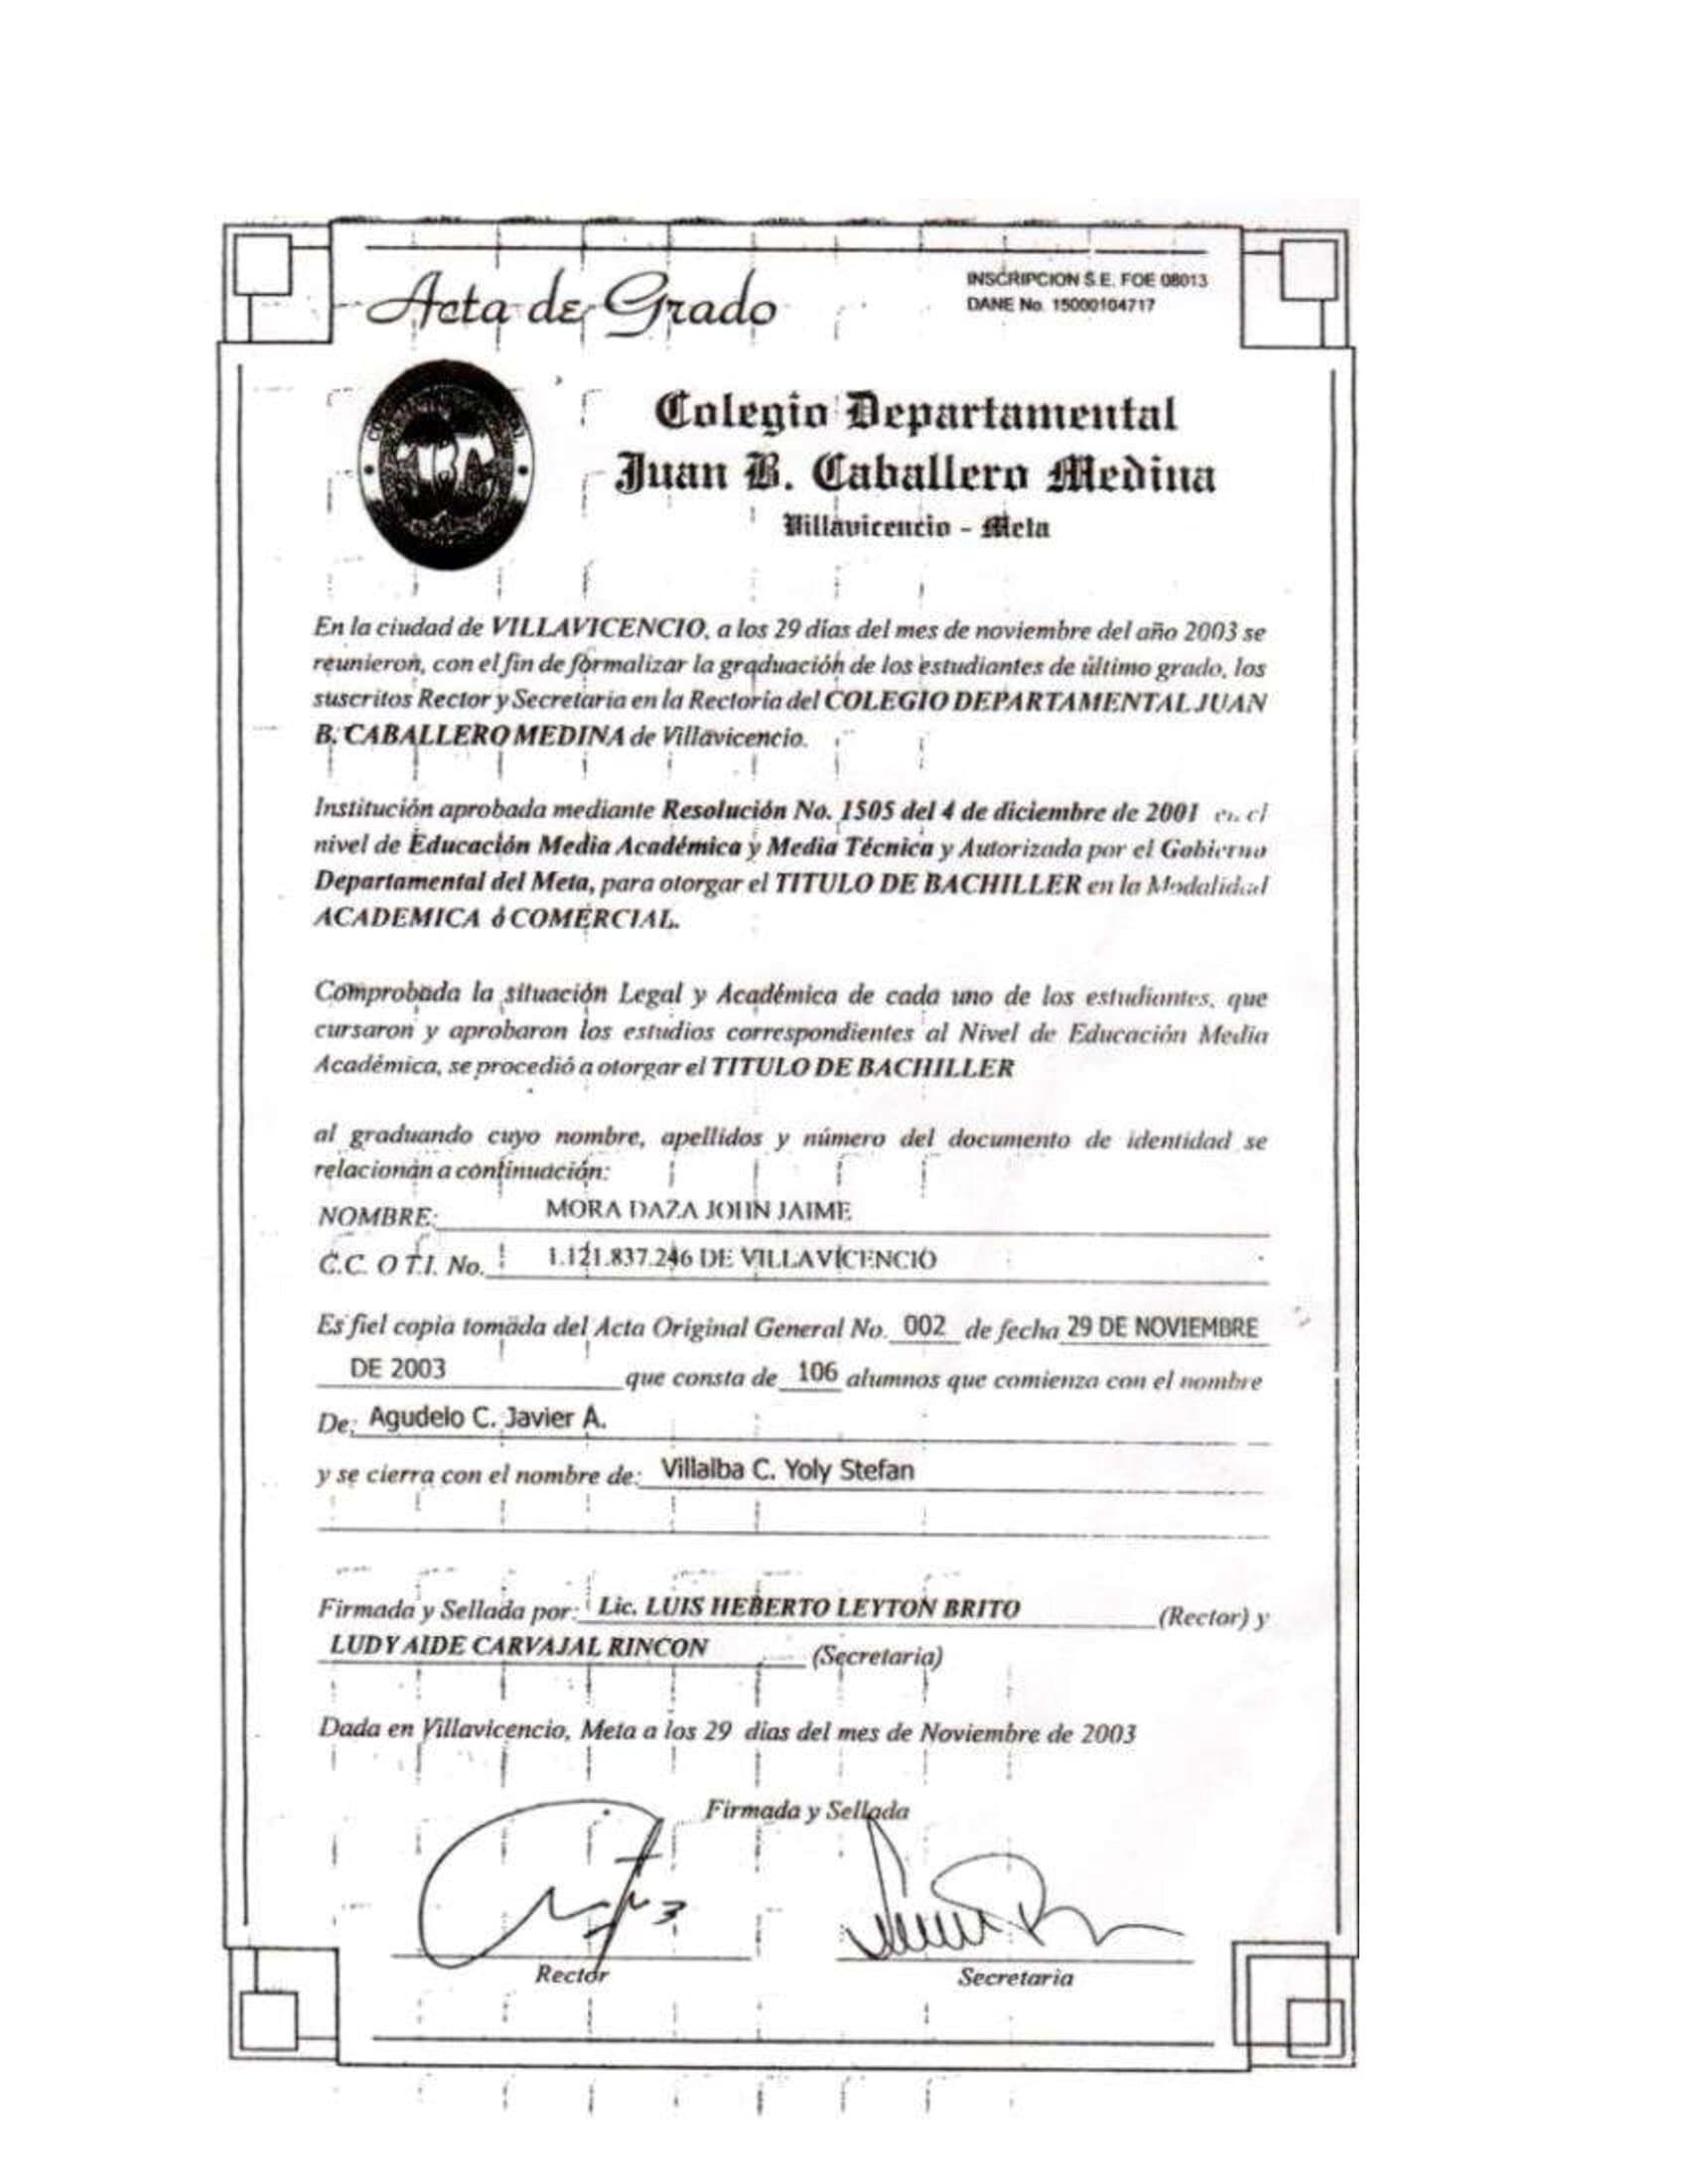 Acta de Grado
INSCRIPCION S.E. FOE 08013
DANE No. 15000104717
Colegio Departamental
Juan B. Caballero Medina
Villavicencio - Meta
En la ciudad de VILLAVICENCIO, a los 29 días del mes de noviembre del año 2003 se
reunieron, con el fin de formalizar la graduación de los estudiantes de último grado, los
suscritos Rector y Secretaria en la Rectoría del COLEGIO DEPARTAMENTAL JUAN
B. CABALLERO MEDINA de Villavicencio.
Institución aprobada mediante Resolución No. 1505 del 4 de diciembre de 2001 en el
nivel de Educación Media Académica y Media Técnica y Autorizada por el Gobierno
Departamental del Meta, para otorgar el TITULO DE BACHILLER en la Modalidad
ACADEMICA ó COMERCIAL.
Comprobada la situación Legal y Académica de cada uno de los estudiantes, que
cursaron y aprobaron los estudios correspondientes al Nivel de Educación Media
Académica, se procedió a otorgar el TITULO DE BACHILLER
al graduando cuyo nombre, apellidos y número del documento de identidad se
relacionan a continuación:
NOMBRE: MORA DAZA JOHN JAIME
C.C. O T.I. No. 1.121.837.246 DE VILLAVICENCIO
Es fiel copia tomada del Acta Original General No. 002 de fecha 29 DE NOVIEMBRE
DE 2003 que consta de 106 alumnos que comienza con el nombre
De: Agudelo C. Javier A.
y se cierra con el nombre de: Villalba C. Yoly Stefan
Firmada y Sellada por: Lic. LUIS HEBERTO LEYTON BRITO (Rector) y
LUDY AIDE CARVAJAL RINCON (Secretaria)
Dada en Villavicencio, Meta a los 29 días del mes de Noviembre de 2003
Firmada y Sellada
Rector
Secretaria